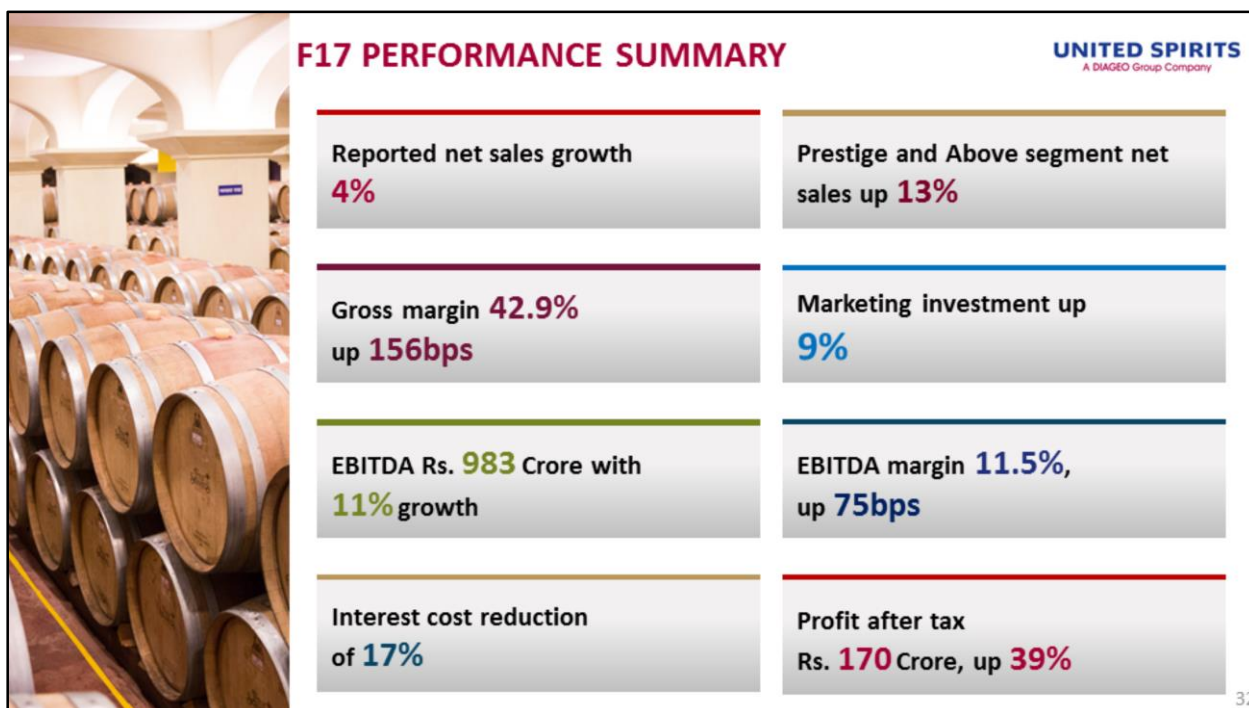 F17 PERFORMANCE SUMMARY
UNITED SPIRITS
A DIAGEO Group Company
Reported net sales growth
4%
Prestige and Above segment net
sales up 13%
Gross margin 42.9%
up 156bps
Marketing investment up
9%
EBITDA Rs. 983 Crore with
11% growth
EBITDA margin 11.5%,
up 75bps
Interest cost reduction
of 17%
Profit after tax
Rs. 170 Crore, up 39%